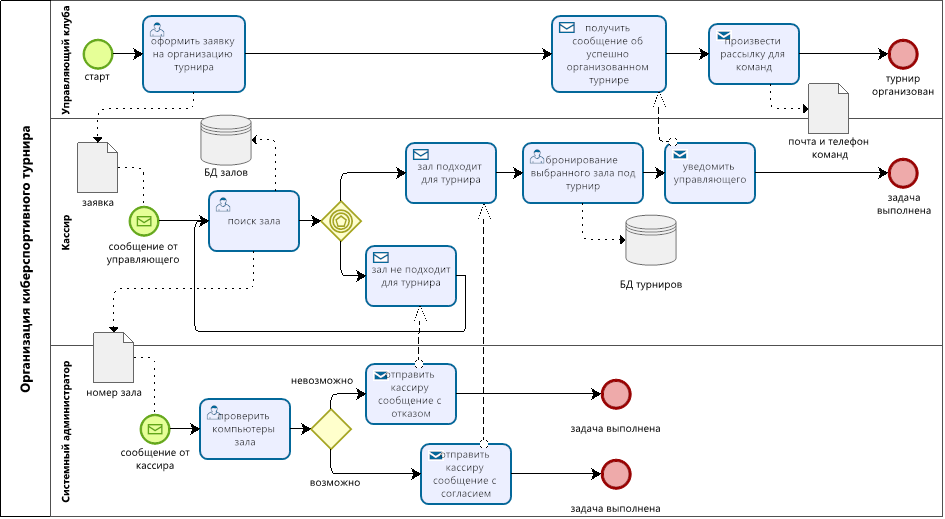 Организация киберспортивного турнира
Управляющий клуба
старт
оформить заявку
на организацию
турнира
получить
сообщение об
успешно
организованном
турнире
произвести
рассылку для
команд
турнир
организован
почта и телефон
команд
Кассир
заявка
сообщение от
управляющего
БД залов
поиск зала
зал подходит
для турнира
зал не подходит
для турнира
бронирование
выбранного зала под
турнир
БД турниров
уведомить
управляющего
задача
выполнена
Системный администратор
номер зала
сообщение от
кассира
проверить
компьютеры
зала
невозможно
возможно
отправить
кассиру
сообщение с
отказом
задача выполнена
отправить
кассиру
сообщение с
согласием
задача выполнена